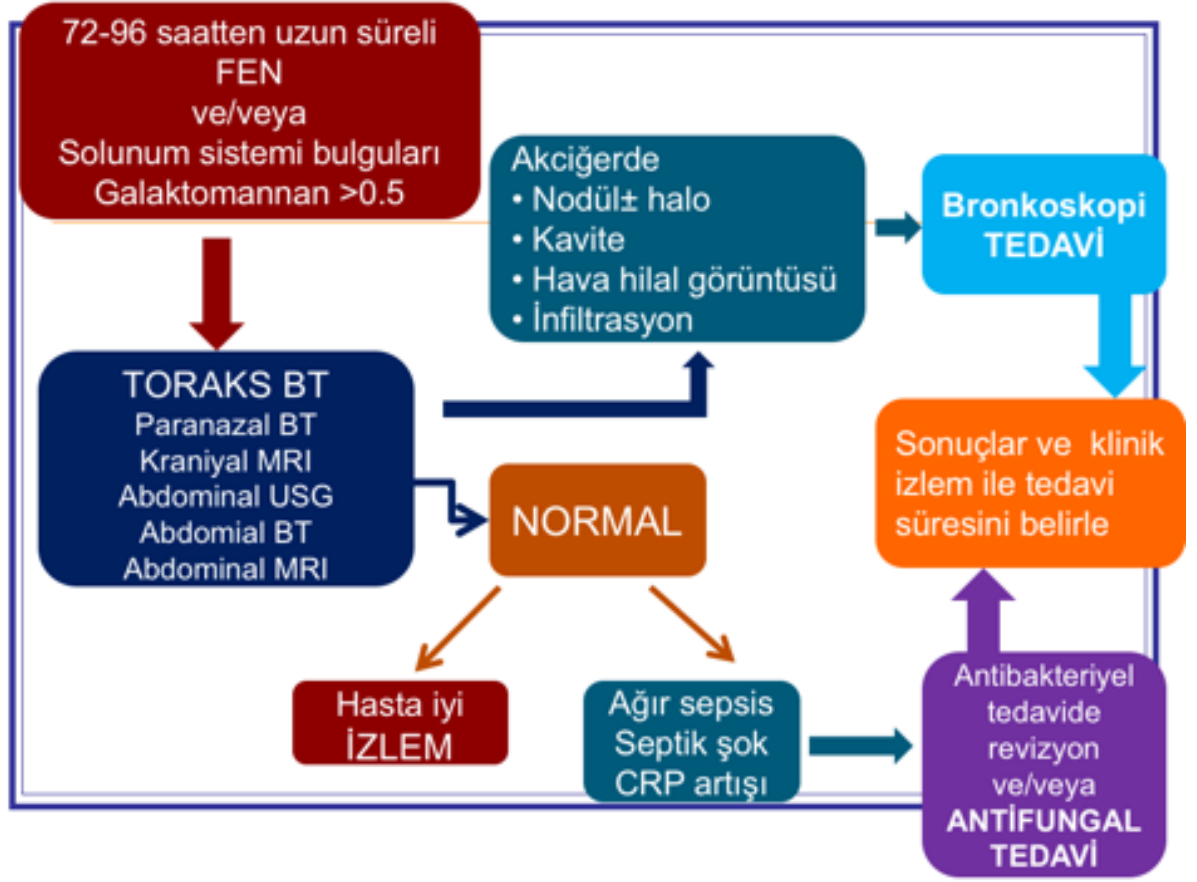 72-96 saatten uzun süreli
FEN
ve/veya
Solunum sistemi bulguları
Galaktomannan >0.5
TORAKS BT
Paranazal BT
Kraniyal MRI
Abdominal USG
Abdomial BT
Abdominal MRI
Akciğerde
• Nodül± halo
• Kavite
• Hava hilal görüntüsü
• İnfiltrasyon
Bronkoskopi
TEDAVİ
NORMAL
Hasta iyi
İZLEM
Ağır sepsis
Septik şok
CRP artışı
Antibakteriyel
tedavide
revizyon
ve/veya
ANTİFUNGAL
TEDAVİ
Sonuçlar ve klinik
izlem ile tedavi
süresini belirle